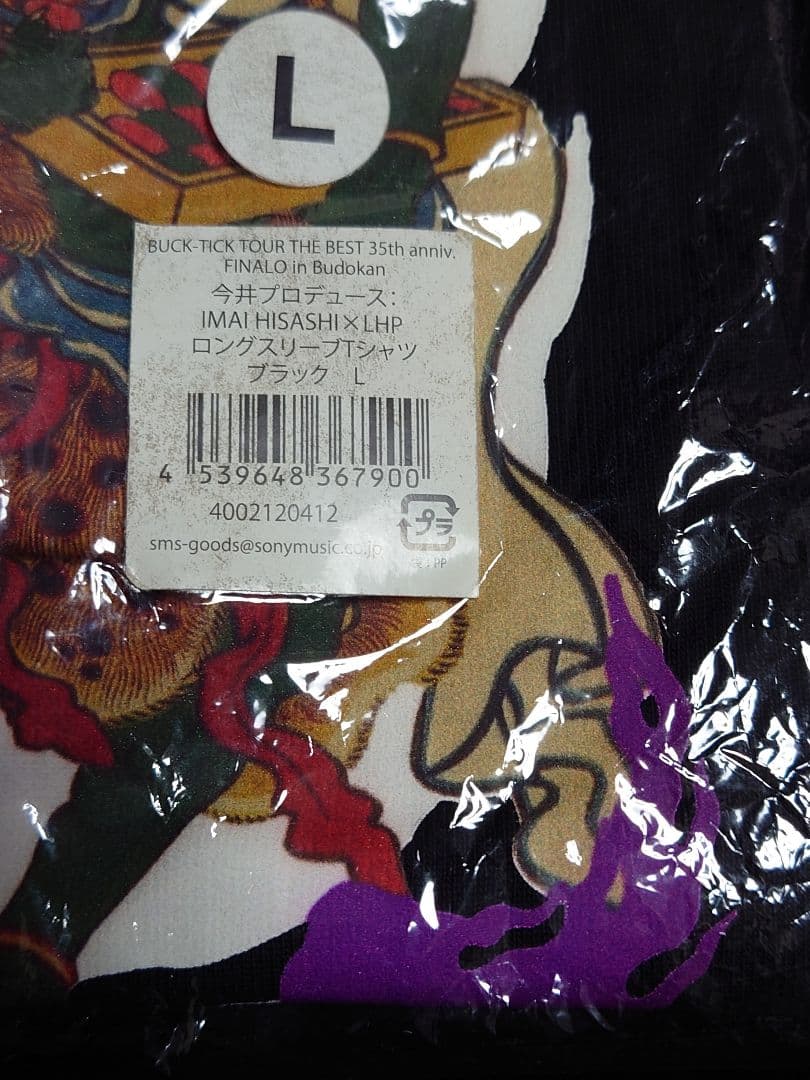 L
BUCK-TICK TOUR THE BEST 35th anniv.
FINALO in Budokan
今井プロデュース：
IMAI HISASHI×LHP
ロングスリーブTシャツ
ブラック L
4 539648 367900
4002120412
プラ
sms-goods@sonymusic.co.jp
袋：PP